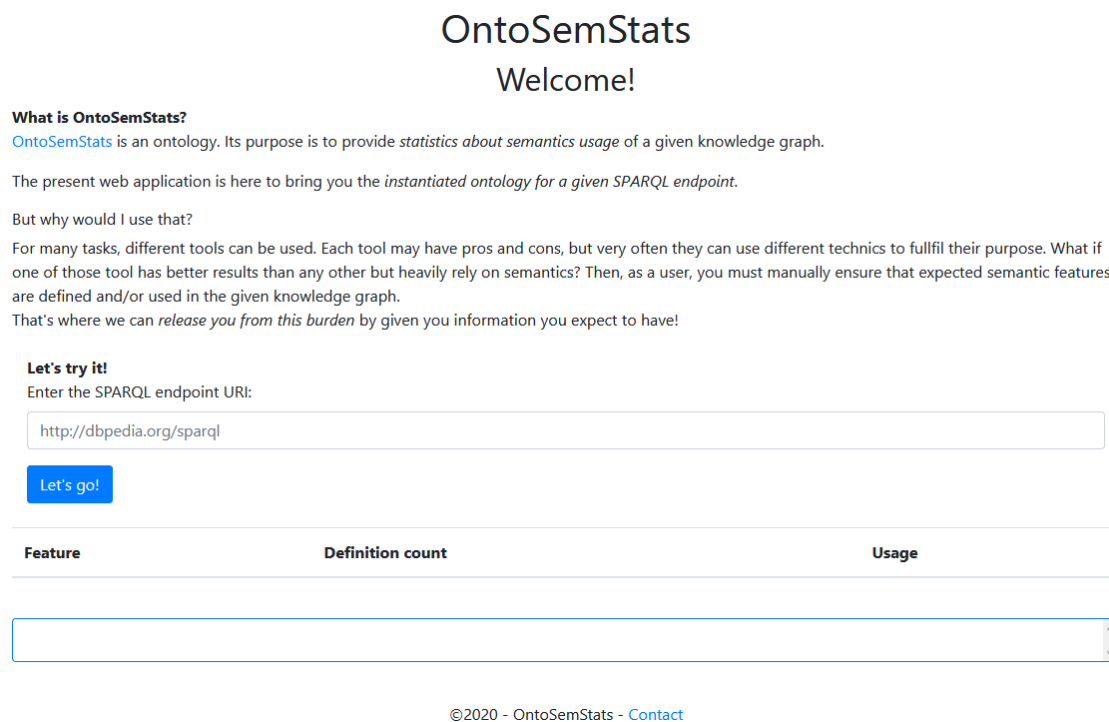 OntoSemStats
Welcome!
What is OntoSemStats?
OntoSemStats is an ontology. Its purpose is to provide statistics about semantics usage of a given knowledge graph.
The present web application is here to bring you the instantiated ontology for a given SPARQL endpoint.
But why would I use that?
For many tasks, different tools can be used. Each tool may have pros and cons, but very often they can use different technics to fullfil their purpose. What if
one of those tool has better results than any other but heavily rely on semantics? Then, as a user, you must manually ensure that expected semantic features
are defined and/or used in the given knowledge graph.
That's where we can release you from this burden by given you information you expect to have!
Let's try it!
Enter the SPARQL endpoint URI:
http://dbpedia.org/sparql
Let's go!
Feature Definition count Usage
©2020 - OntoSemStats - Contact